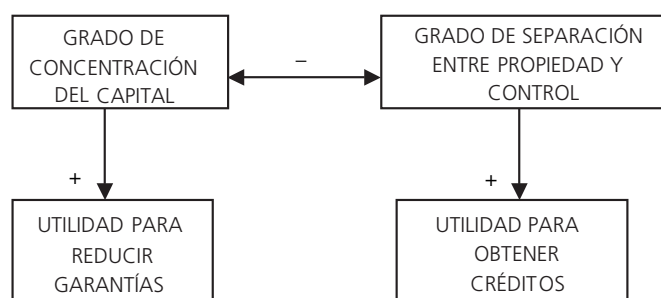 GRADO DE
CONCENTRACIÓN
DEL CAPITAL
–
GRADO DE SEPARACIÓN
ENTRE PROPIEDAD Y
CONTROL
+
+
UTILIDAD PARA
REDUCIR
GARANTÍAS
UTILIDAD PARA
OBTENER
CRÉDITOS